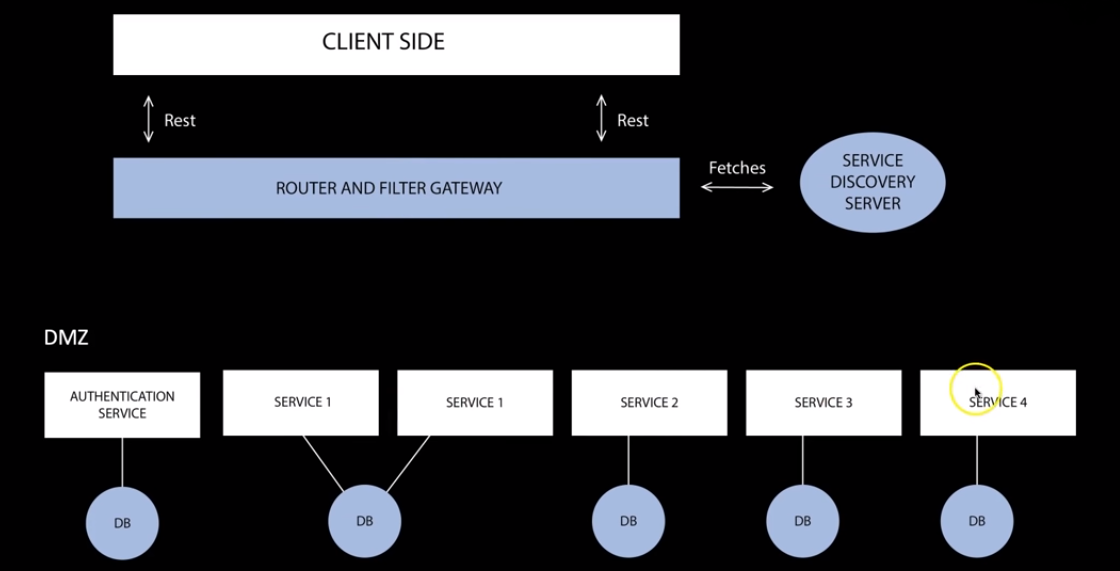 CLIENT SIDE
Rest
Rest
ROUTER AND FILTER GATEWAY
Fetches
SERVICE
DISCOVERY
SERVER
DMZ
AUTHENTICATION
SERVICE
SERVICE 1
SERVICE 1
SERVICE 2
SERVICE 3
SERVICE 4
DB
DB
DB
DB
DB